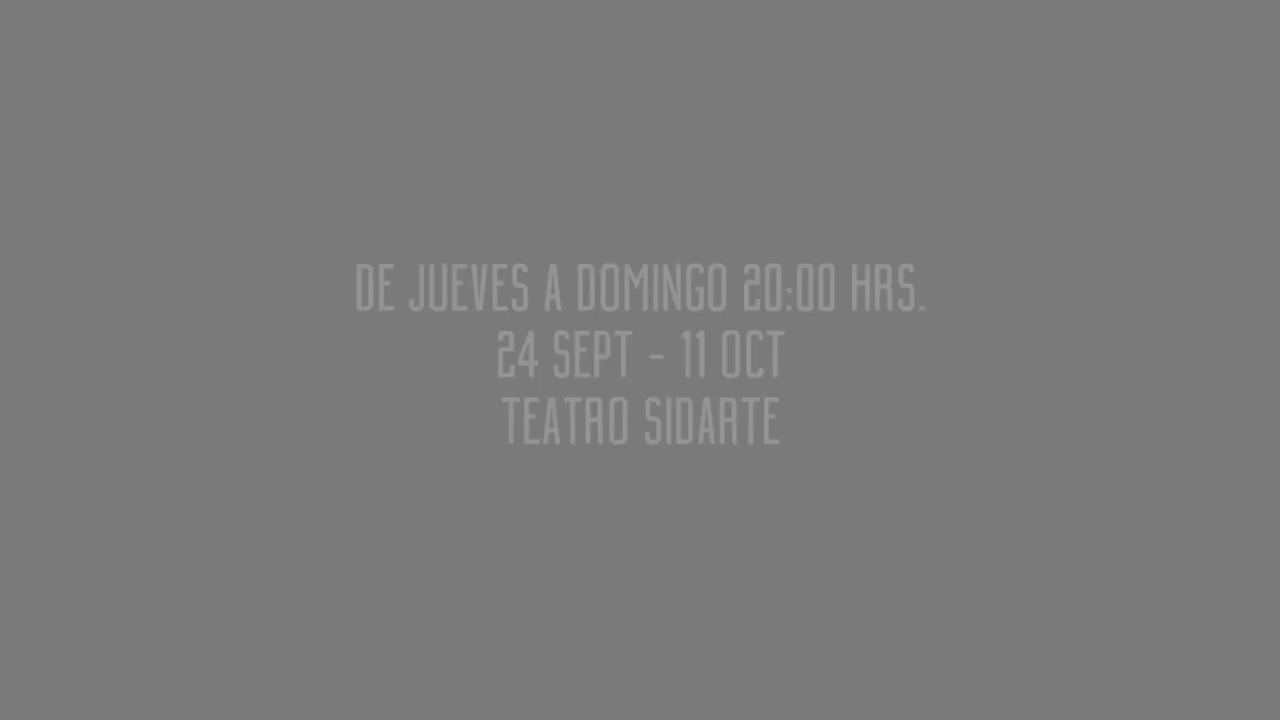 DE JUEVES A DOMINGO 20:00 HRS.
24 SEPT - 11 OCT
TEATRO SIDARTE